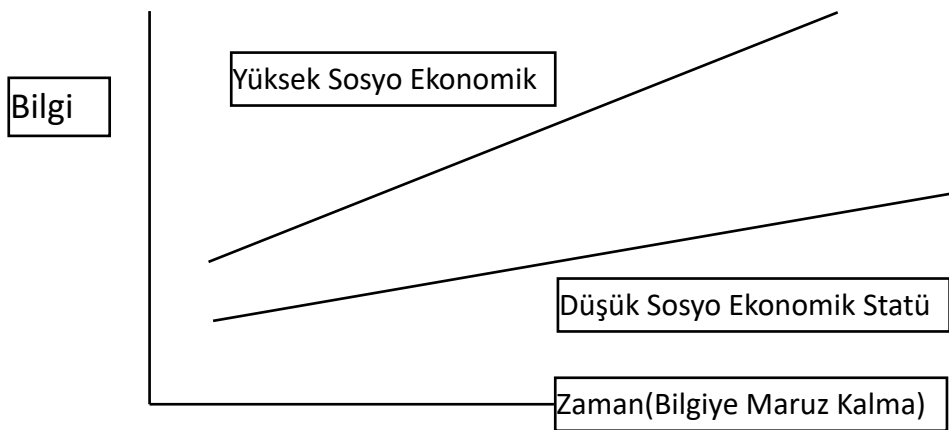 Yüksek Sosyo Ekonomik
Bilgi
Düşük Sosyo Ekonomik Statü
Zaman(Bilgiye Maruz Kalma)